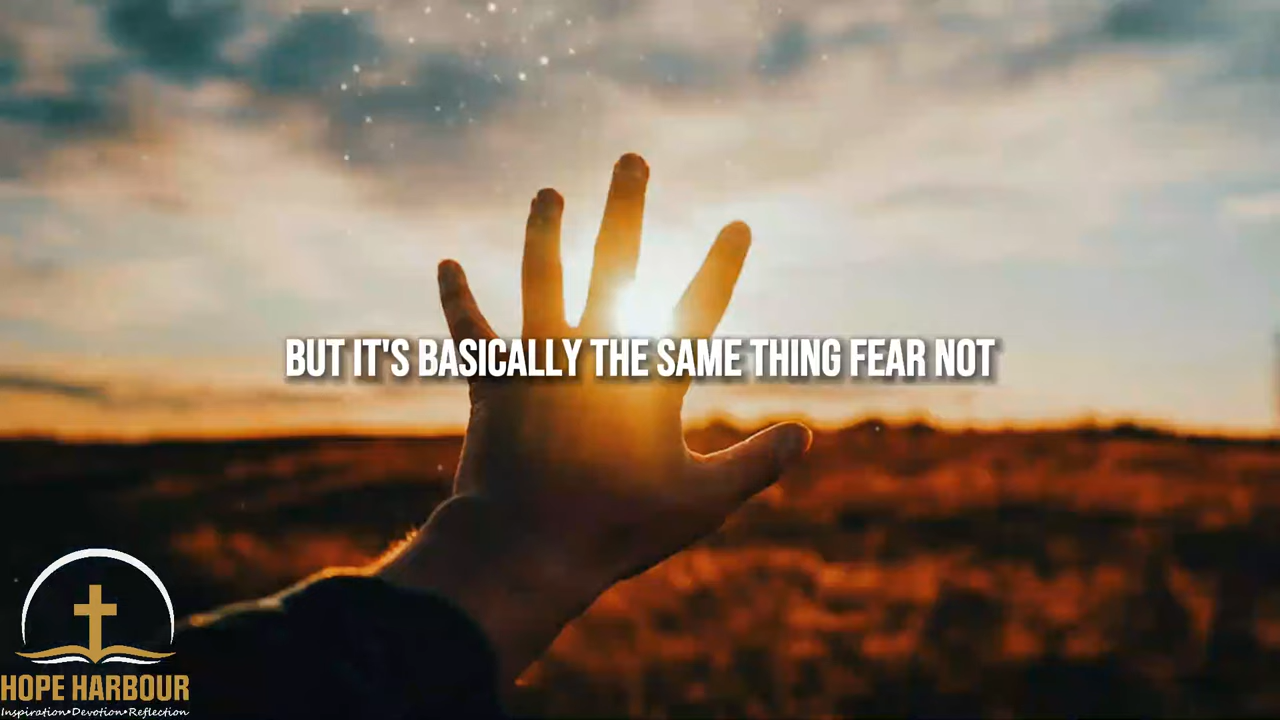 BUT IT'S BASICALLY THE SAME THING FEAR NOT
HOPE HARBOUR
Inspiration•Devotion•Reflection